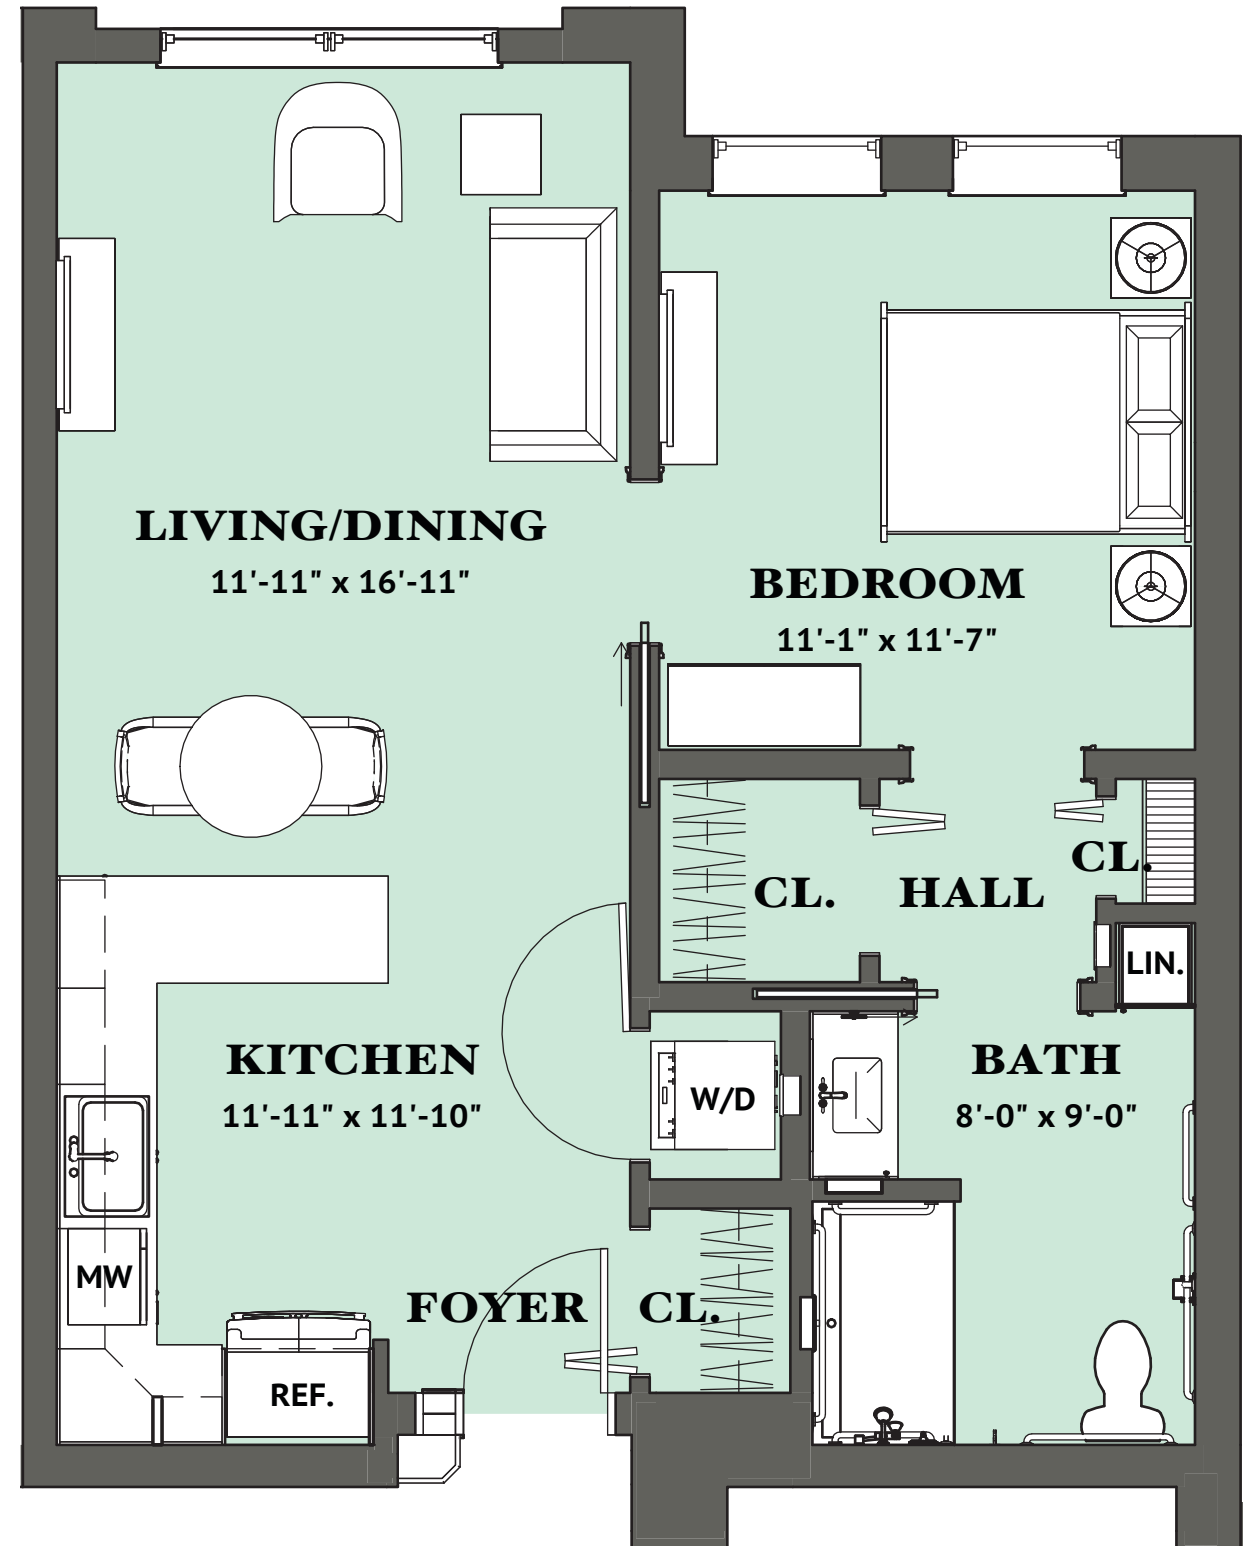 LIVING/DINING
11'-11" x 16'-11"
BEDROOM
11'-1" x 11'-7"
CL.
CL.
HALL
LIN.
KITCHEN
11'-11" x 11'-10"
W/D
BATH
8'-0" x 9'-0"
MW
FOYER
CL.
REF.